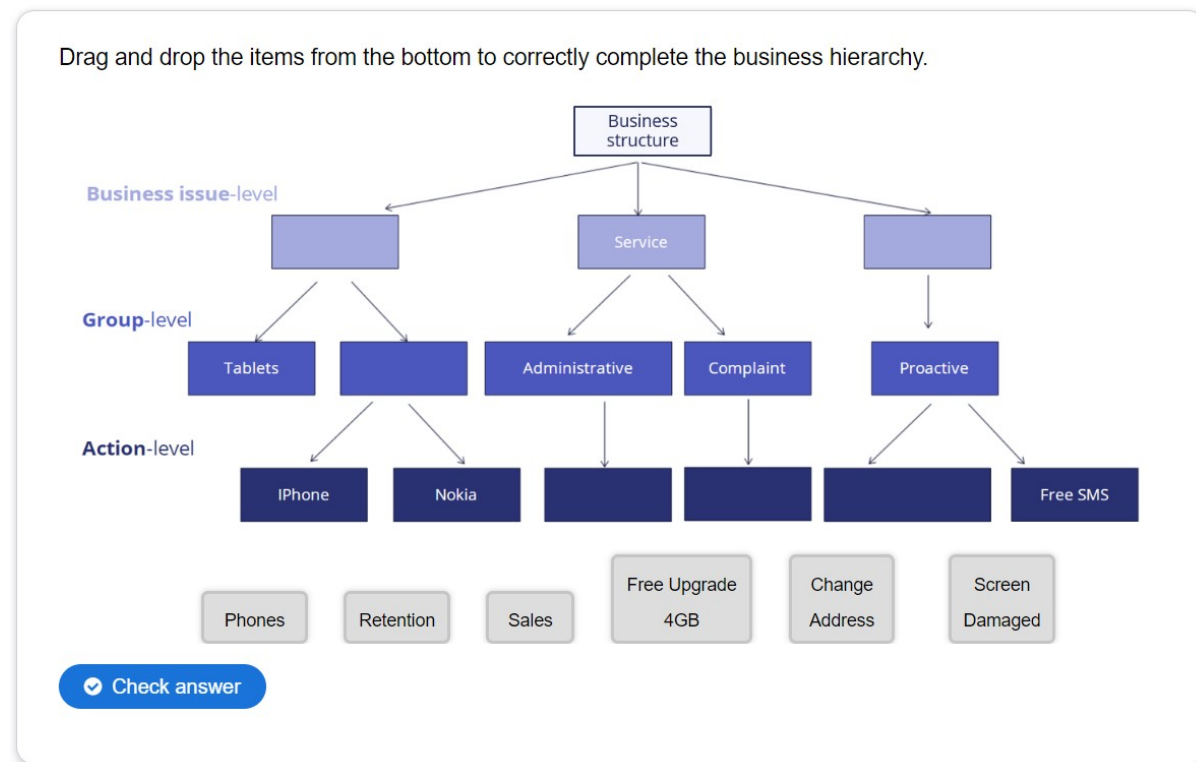 Drag and drop the items from the bottom to correctly complete the business hierarchy.
Business
structure
Business issue-level
Service
Group-level
Tablets
Administrative
Complaint
Proactive
Action-level
IPhone
Nokia
Free SMS
Phones
Retention
Sales
Free Upgrade
4GB
Change
Address
Screen
Damaged
Check answer